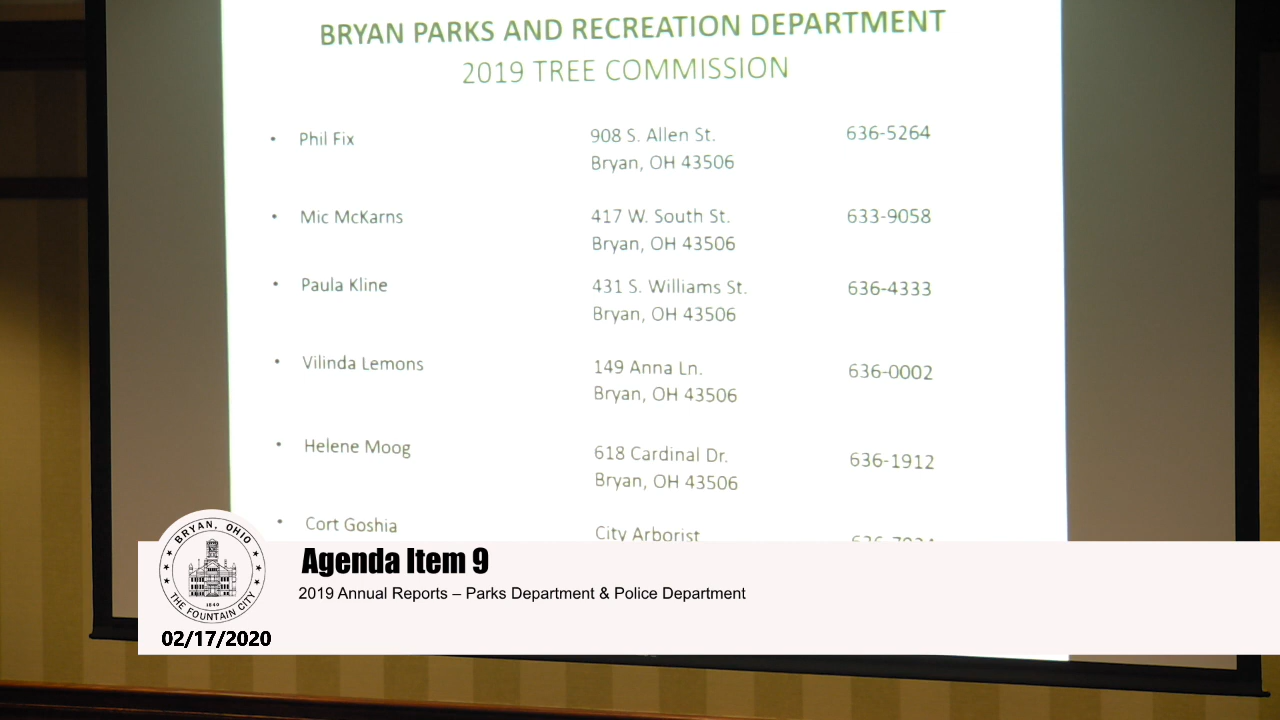 BRYAN PARKS AND RECREATION DEPARTMENT
2019 TREE COMMISSION
• Phil Fix 908 S. Allen St. 636-5264
Bryan, OH 43506
• Mic McKarns 417 W. South St. 633-9058
Bryan, OH 43506
• Paula Kline 431 S. Williams St. 636-4333
Bryan, OH 43506
• Vilinda Lemons 149 Anna Ln. 636-0002
Bryan, OH 43506
• Helene Moog 618 Cardinal Dr. 636-1912
Bryan, OH 43506
• Cort Goshia City Arborist
BRYAN, OHIO
1840
THE FOUNTAIN CITY
02/17/2020
Agenda Item 9
2019 Annual Reports – Parks Department & Police Department